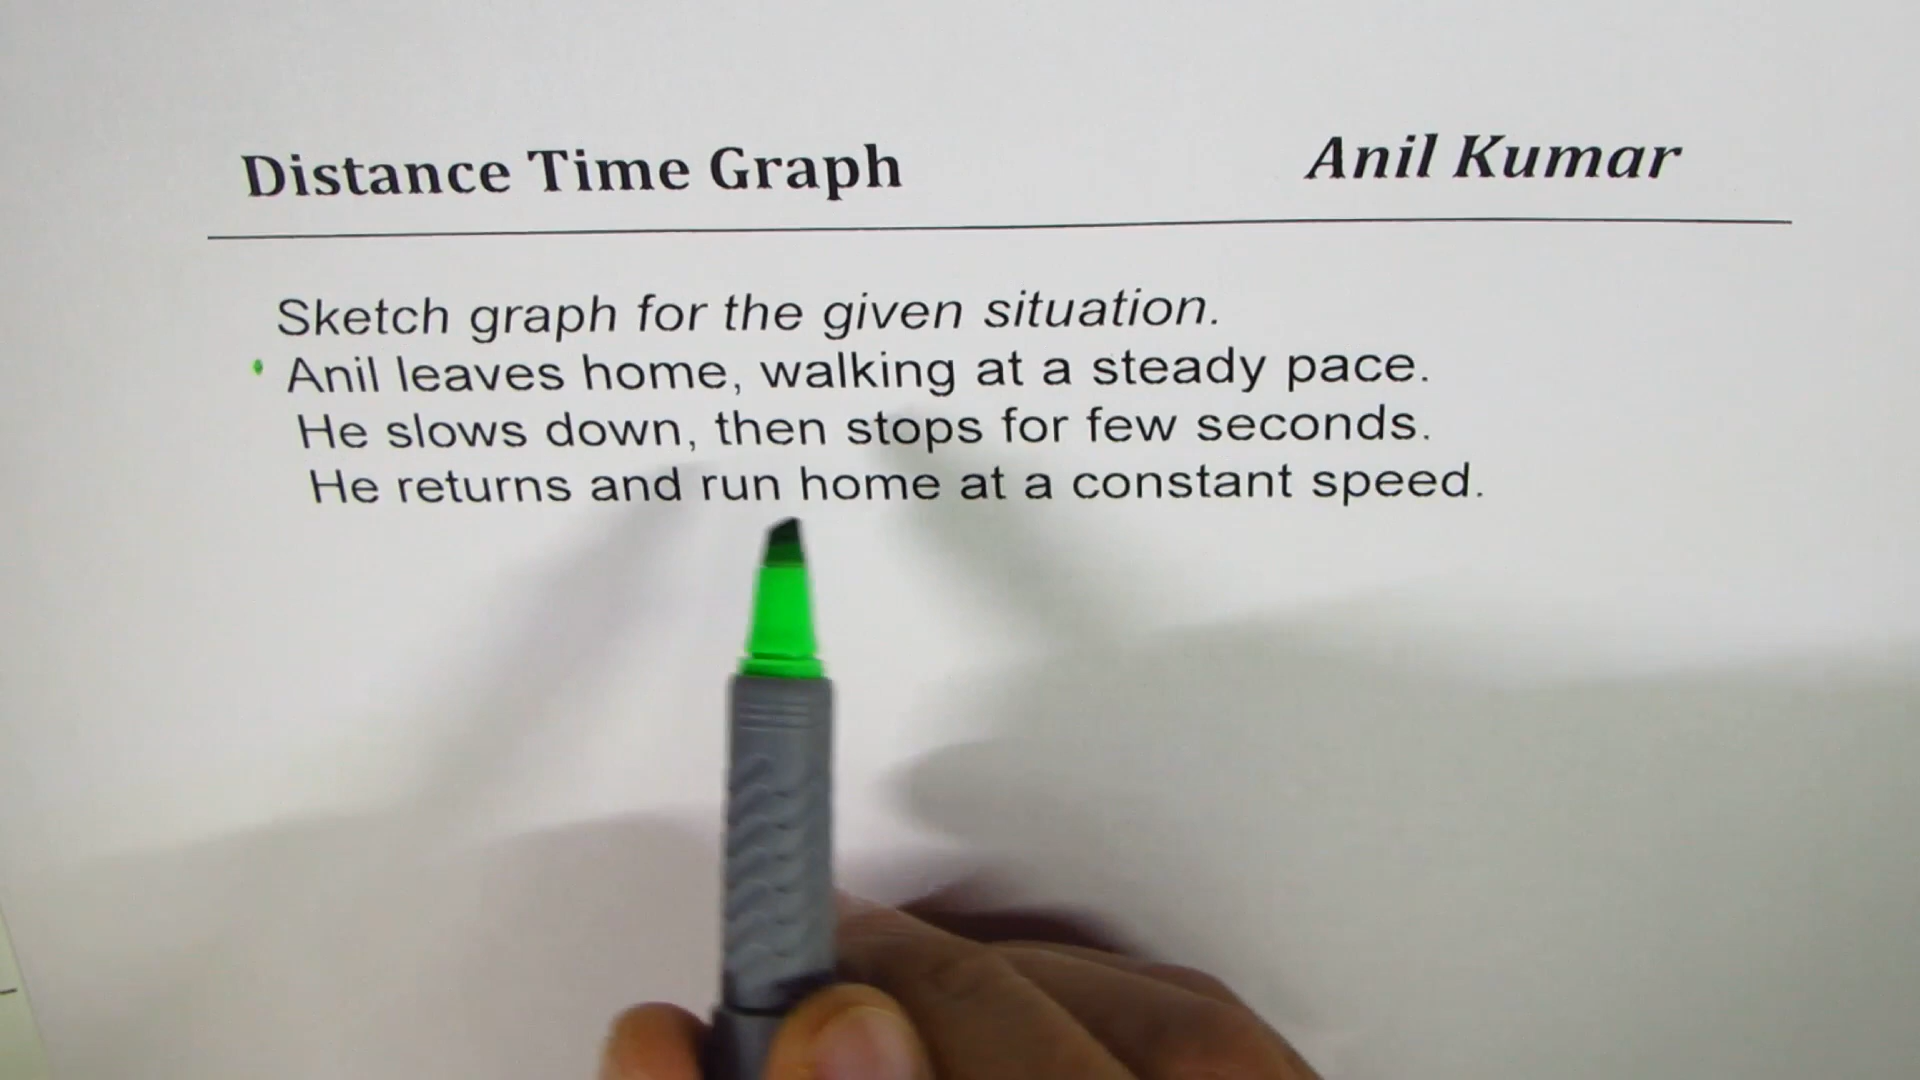 Distance Time Graph Anil Kumar
Sketch graph for the given situation.
Anil leaves home, walking at a steady pace.
He slows down, then stops for few seconds.
He returns and run home at a constant speed.